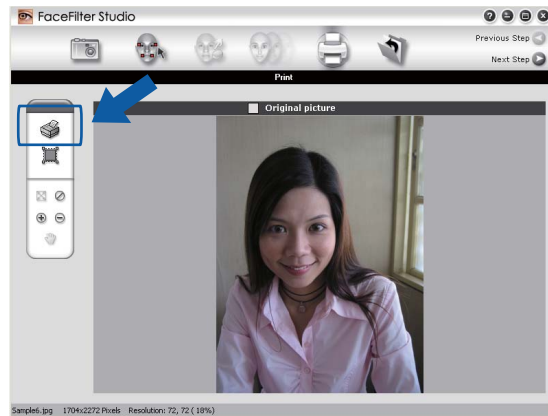 FaceFilter Studio
Previous Step
Next Step
Print
Original picture
Sample6.jpg 1704x2272 Pixels Resolution: 72, 72 ( 18%)